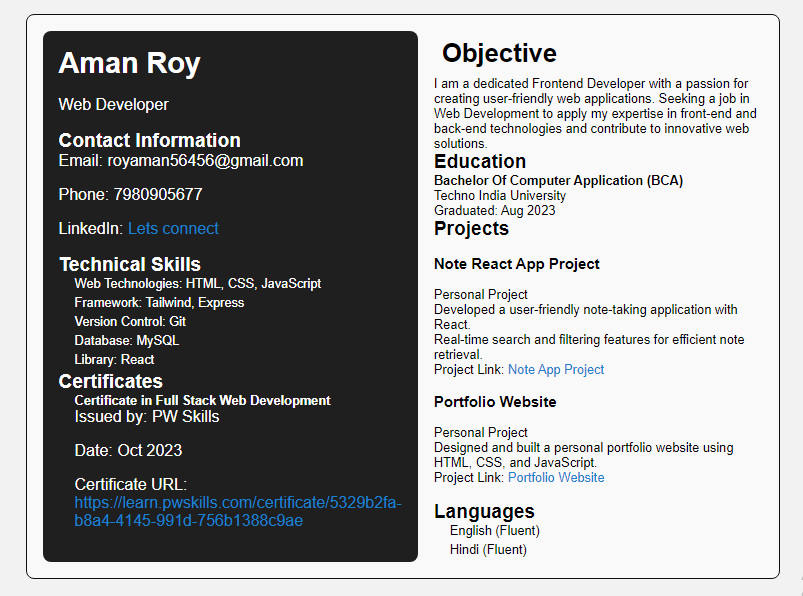 Aman Roy
Web Developer
Contact Information
Email: royaman56456@gmail.com
Phone: 7980905677
LinkedIn: Lets connect
Technical Skills
Web Technologies: HTML, CSS, JavaScript
Framework: Tailwind, Express
Version Control: Git
Database: MySQL
Library: React
Certificates
Certificate in Full Stack Web Development
Issued by: PW Skills
Date: Oct 2023
Certificate URL:
https://learn.pwskills.com/certificate/5329b2fa-
b8a4-4145-991d-756b1388c9ae
Objective
I am a dedicated Frontend Developer with a passion for
creating user-friendly web applications. Seeking a job in
Web Development to apply my expertise in front-end and
back-end technologies and contribute to innovative web
solutions.
Education
Bachelor Of Computer Application (BCA)
Techno India University
Graduated: Aug 2023
Projects
Note React App Project
Personal Project
Developed a user-friendly note-taking application with
React.
Real-time search and filtering features for efficient note
retrieval.
Project Link: Note App Project
Portfolio Website
Personal Project
Designed and built a personal portfolio website using
HTML, CSS, and JavaScript.
Project Link: Portfolio Website
Languages
English (Fluent)
Hindi (Fluent)